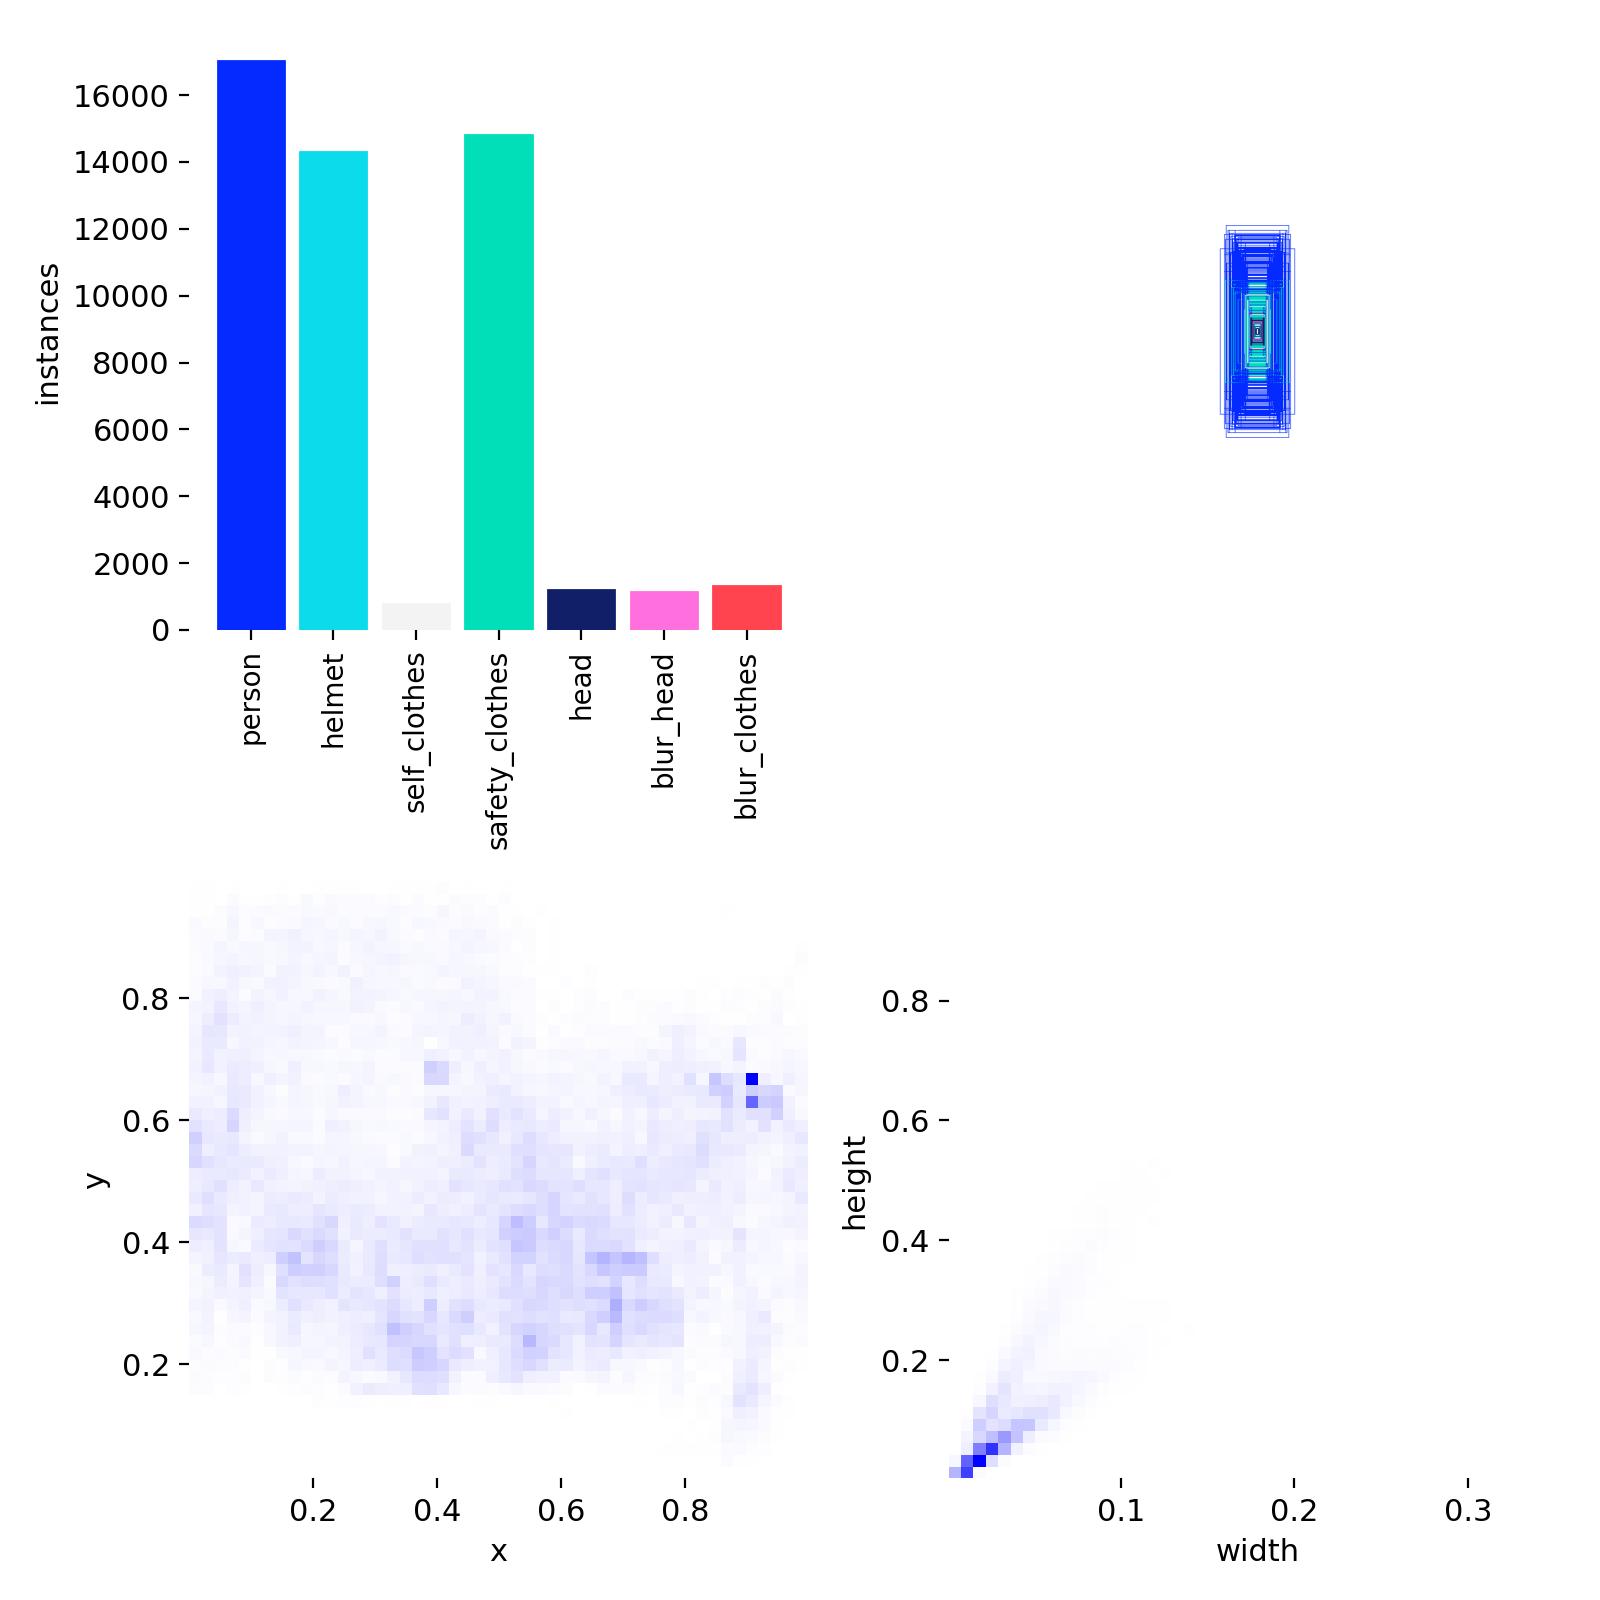 instances
16000
14000
12000
10000
8000
6000
4000
2000
0
person
helmet
self_clothes
safety_clothes
head
blur_head
blur_clothes
y
0.8
0.6
0.4
0.2
0.2 0.4 0.6 0.8
x
height
0.8
0.6
0.4
0.2
0.1 0.2 0.3
width